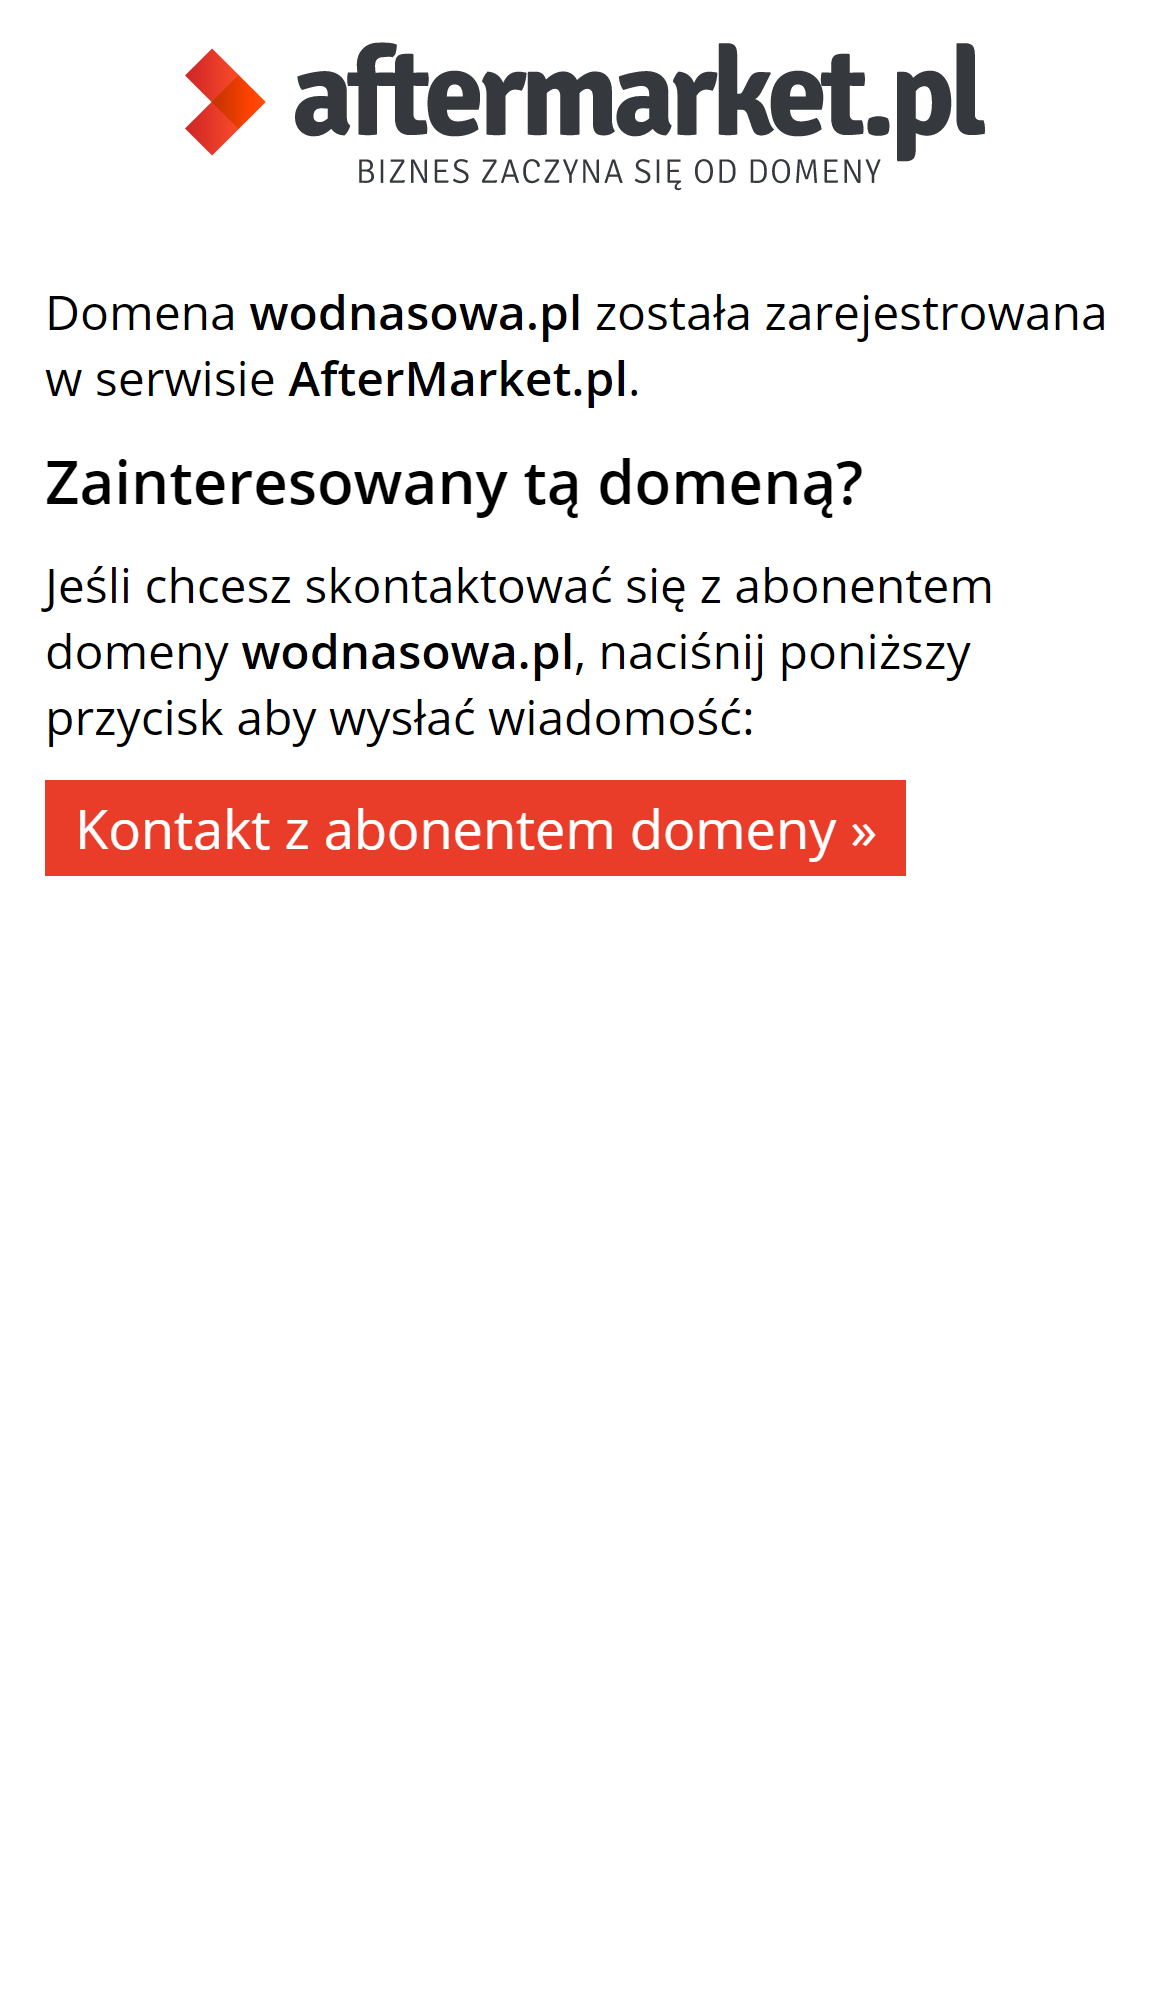 aftermarket.pl
BIZNES ZACZYNA SIĘ OD DOMENY
Domena wodnasowa.pl została zarejestrowana
w serwisie AfterMarket.pl.
Zainteresowany tą domeną?
Jeśli chcesz skontaktować się z abonentem
domeny wodnasowa.pl, naciśnij poniższy
przycisk aby wysłać wiadomość:
Kontakt z abonentem domeny »